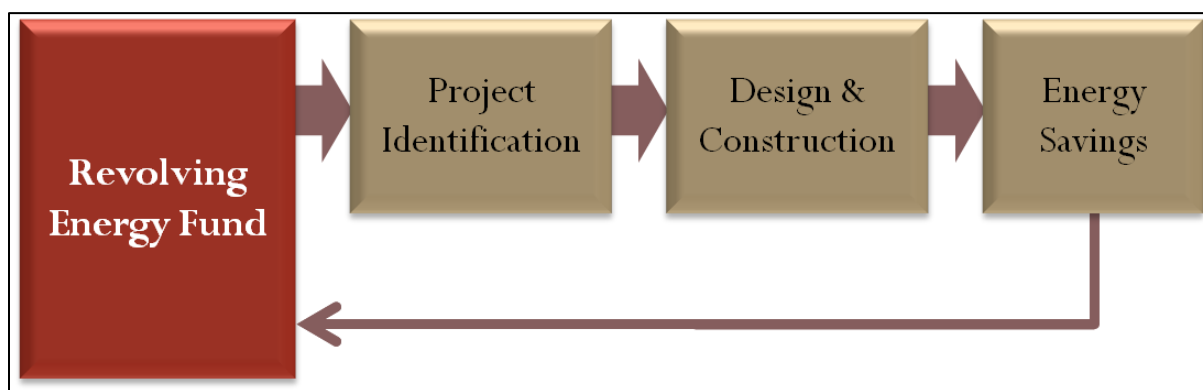 Revolving
Energy Fund
Project
Identification
Design &
Construction
Energy
Savings